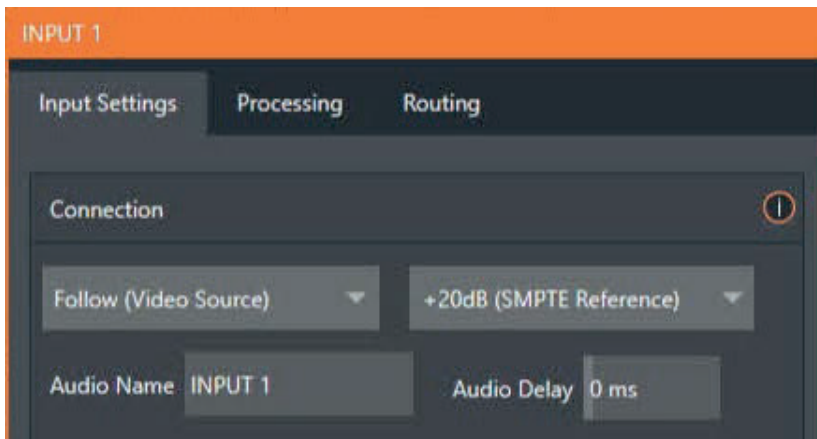 INPUT 1
Input Settings Processing Routing
Connection
Follow (Video Source) +20dB (SMPTE Reference)
Audio Name INPUT 1 Audio Delay 0 ms